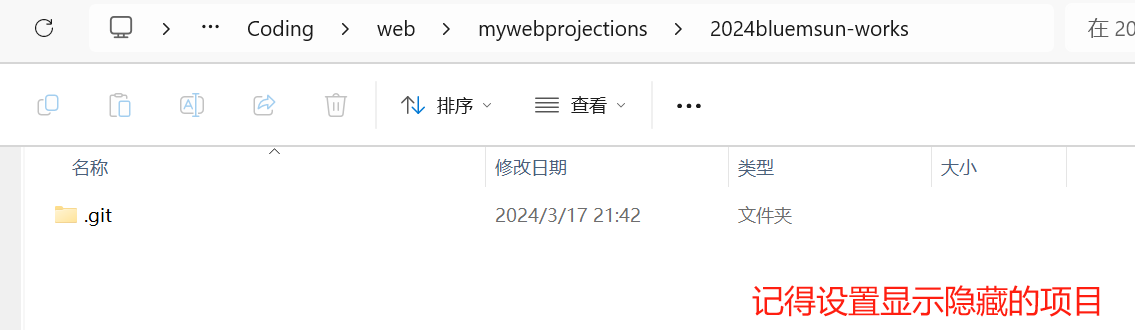 ··· Coding web mywebprojections 2024bluemsun-works 在 20
排序 查看 ···
名称 修改日期 类型 大小
.git 2024/3/17 21:42 文件夹
记得设置显示隐藏的项目